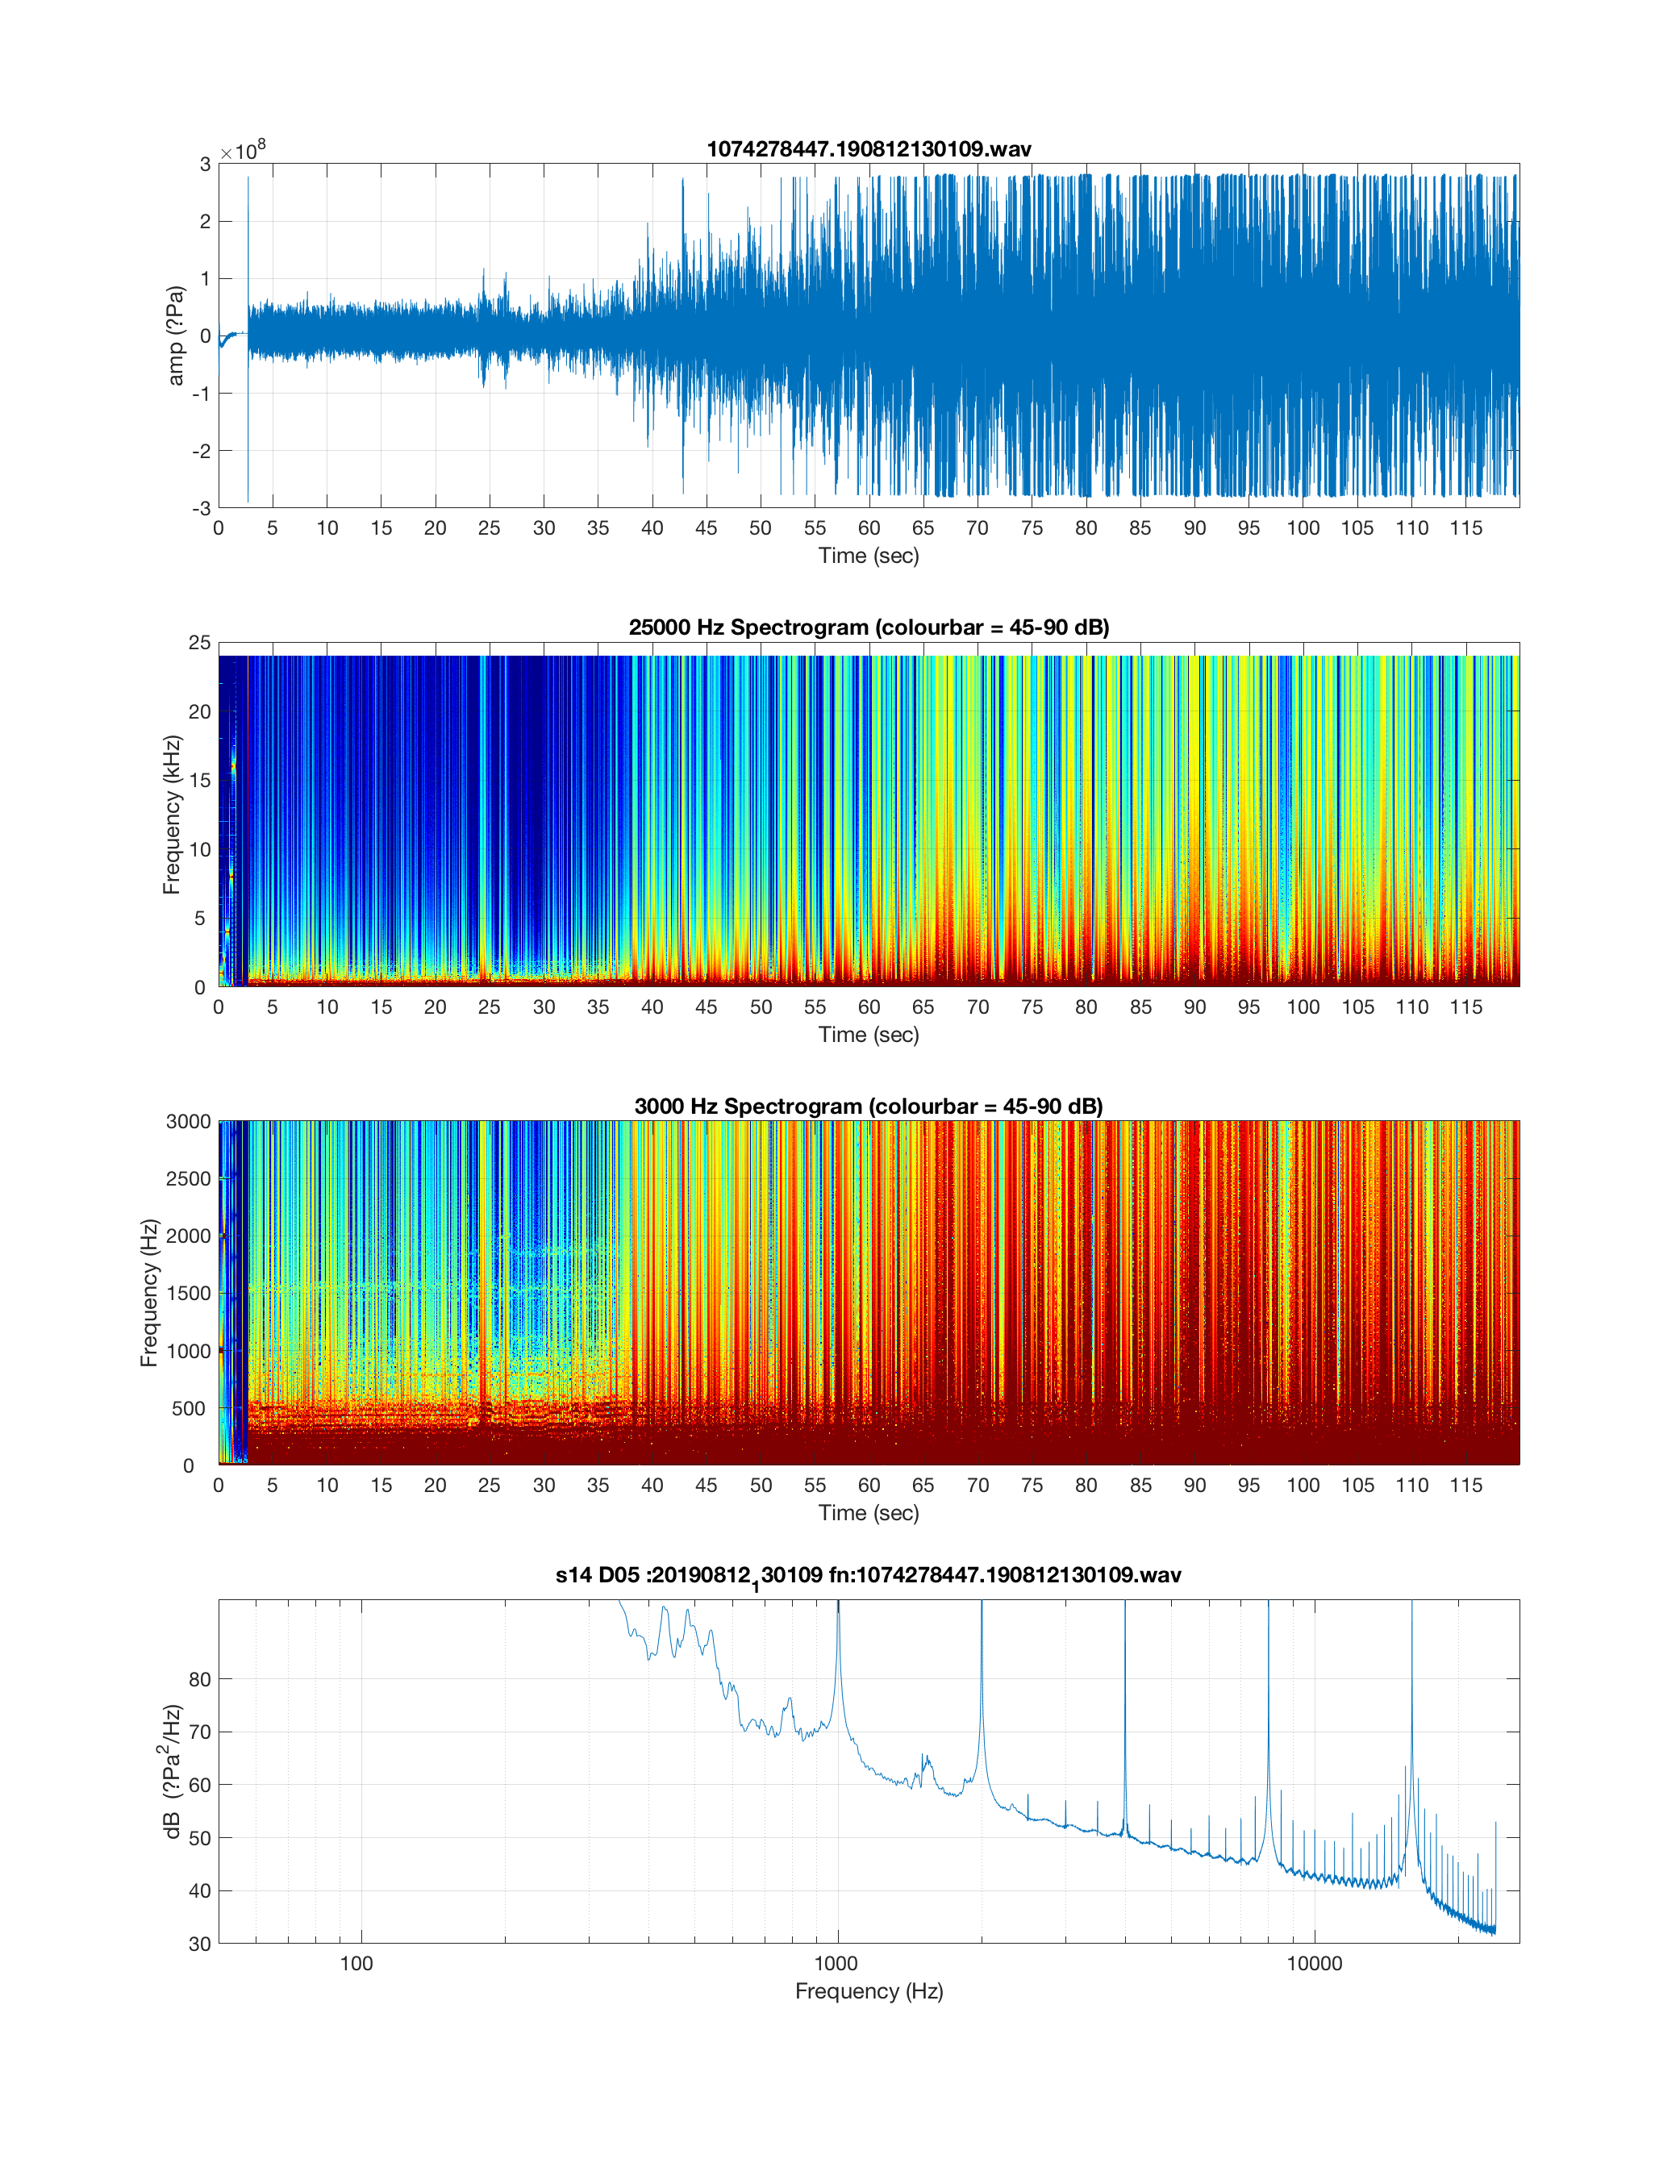 1074278447.190812130109.wav
×10^8
3
2
1
0
-1
-2
-3
amp (?Pa)
0 5 10 15 20 25 30 35 40 45 50 55 60 65 70 75 80 85 90 95 100 105 110 115
Time (sec)
25000 Hz Spectrogram (colourbar = 45-90 dB)
25
20
15
10
5
0
Frequency (kHz)
0 5 10 15 20 25 30 35 40 45 50 55 60 65 70 75 80 85 90 95 100 105 110 115
Time (sec)
3000 Hz Spectrogram (colourbar = 45-90 dB)
3000
2500
2000
1500
1000
500
0
Frequency (Hz)
0 5 10 15 20 25 30 35 40 45 50 55 60 65 70 75 80 85 90 95 100 105 110 115
Time (sec)
s14 D05 :20190812_130109 fn:1074278447.190812130109.wav
80
70
60
50
40
30
dB (?Pa^2/Hz)
100 1000 10000
Frequency (Hz)